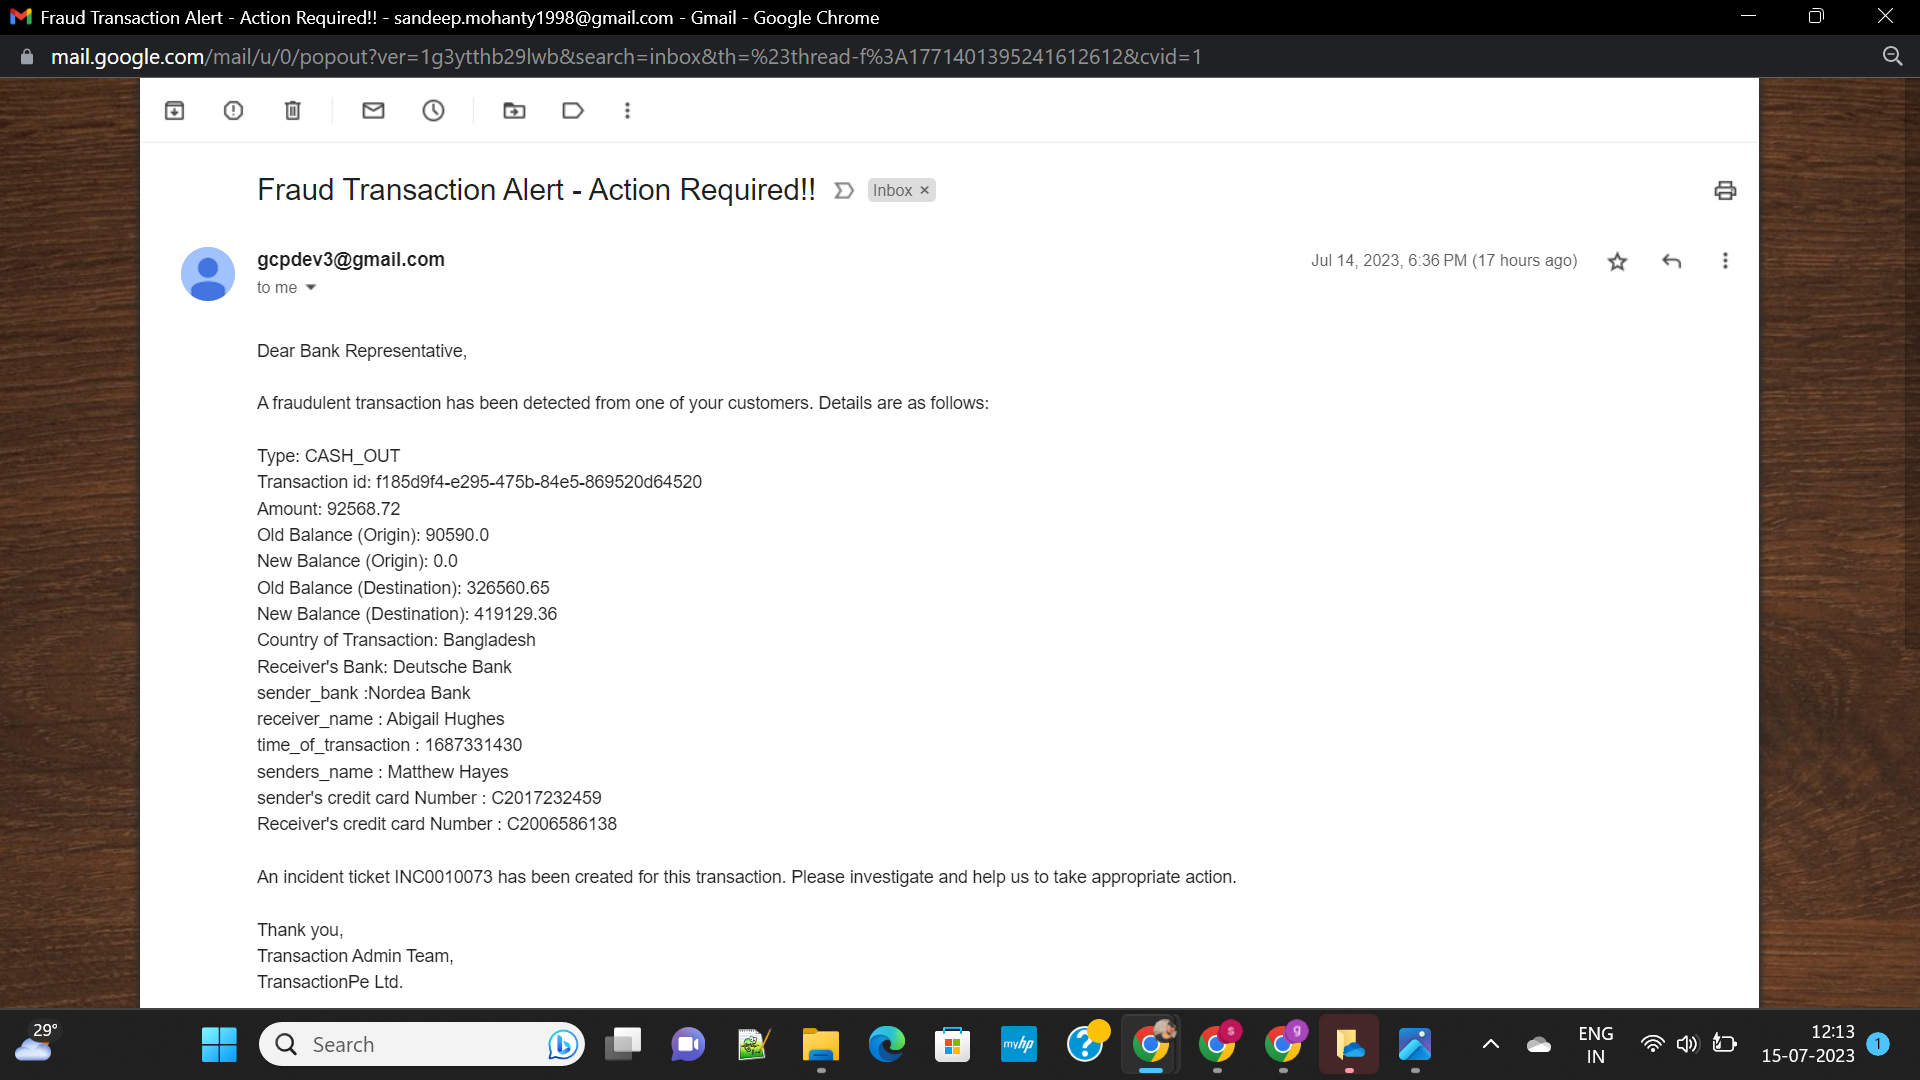 Fraud Transaction Alert - Action Required!! - sandeep.mohanty1998@gmail.com - Gmail - Google Chrome
mail.google.com/mail/u/0/popout?ver=1g3ytthb29lwb&search=inbox&th=%23thread-f%3A1771401395241612612&cvid=1
Fraud Transaction Alert - Action Required!! Inbox ×
gcpdev3@gmail.com Jul 14, 2023, 6:36 PM (17 hours ago)
to me
Dear Bank Representative,
A fraudulent transaction has been detected from one of your customers. Details are as follows:
Type: CASH_OUT
Transaction id: f185d9f4-e295-475b-84e5-869520d64520
Amount: 92568.72
Old Balance (Origin): 90590.0
New Balance (Origin): 0.0
Old Balance (Destination): 326560.65
New Balance (Destination): 419129.36
Country of Transaction: Bangladesh
Receiver's Bank: Deutsche Bank
sender_bank :Nordea Bank
receiver_name : Abigail Hughes
time_of_transaction : 1687331430
senders_name : Matthew Hayes
sender's credit card Number : C2017232459
Receiver's credit card Number : C2006586138
An incident ticket INC0010073 has been created for this transaction. Please investigate and help us to take appropriate action.
Thank you,
Transaction Admin Team,
TransactionPe Ltd.
29°
Search
myhp
?
s
g
ENG
IN
12:13
15-07-2023
1